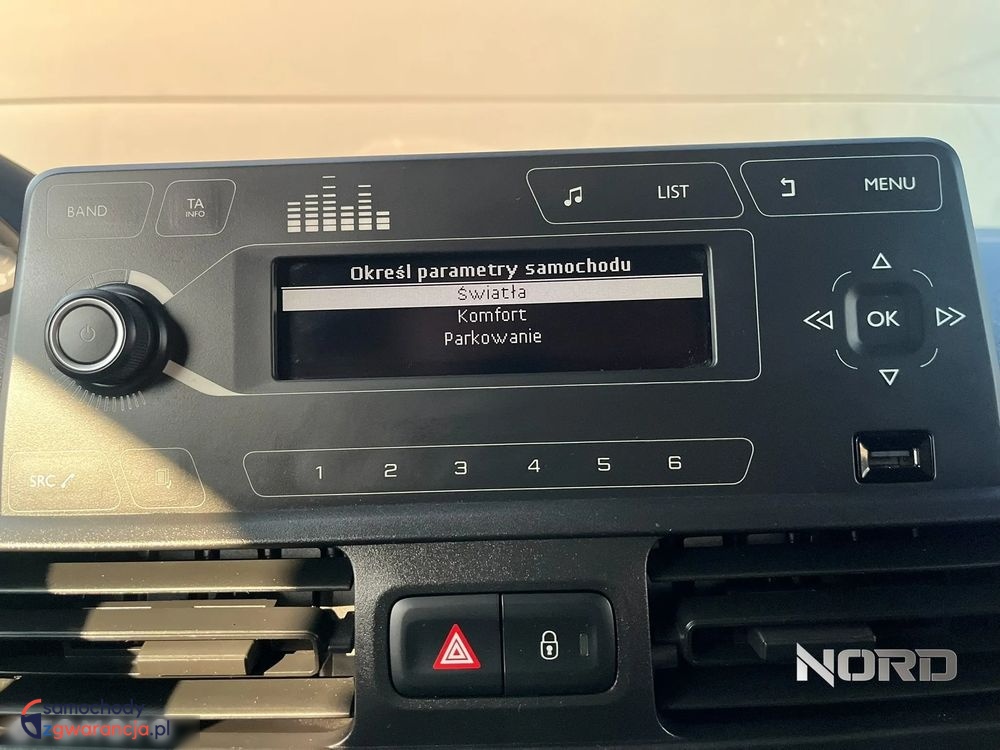 BAND
TA
INFO
LIST
MENU
Określ parametry samochodu
Światła
Komfort
Parkowanie
OK
SRC
1 2 3 4 5 6
NORD
samochody
zgwarancja.pl